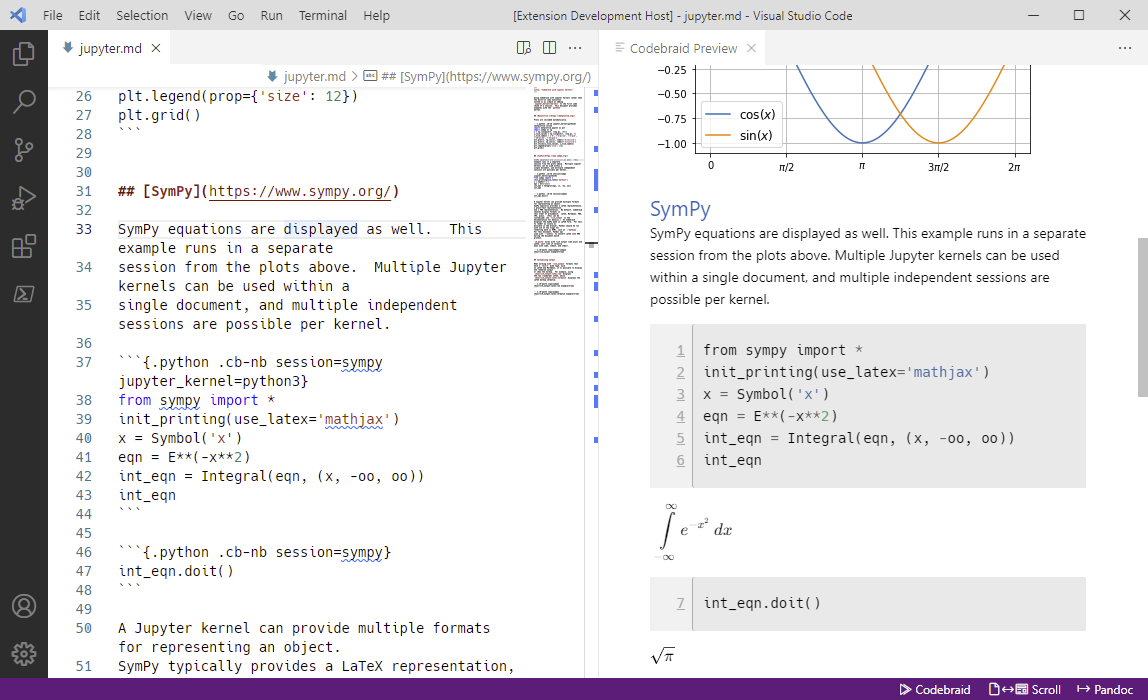 File Edit Selection View Go Run Terminal Help [Extension Development Host] - jupyter.md - Visual Studio Code
jupyter.md
jupyter.md > ## [SymPy](https://www.sympy.org/)
26 plt.legend(prop={'size': 12})
27 plt.grid()
28 ```
29
30
31 ## [SymPy](https://www.sympy.org/)
32
33 SymPy equations are displayed as well.  This
example runs in a separate
34 session from the plots above.  Multiple Jupyter
kernels can be used within a
35 single document, and multiple independent
sessions are possible per kernel.
36
37 ```{.python .cb-nb session=sympy
jupyter_kernel=python3}
38 from sympy import *
39 init_printing(use_latex='mathjax')
40 x = Symbol('x')
41 eqn = E**(-x**2)
42 int_eqn = Integral(eqn, (x, -oo, oo))
43 int_eqn
44 ```
45
46 ```{.python .cb-nb session=sympy}
47 int_eqn.doit()
48 ```
49
50 A Jupyter kernel can provide multiple formats
for representing an object.
51 SymPy typically provides a LaTeX representation,
Codebraid Preview
−0.25
−0.50
−0.75
−1.00
cos(x)
sin(x)
0 π/2 π 3π/2 2π
SymPy
SymPy equations are displayed as well. This example runs in a separate
session from the plots above. Multiple Jupyter kernels can be used
within a single document, and multiple independent sessions are
possible per kernel.
1 from sympy import *
2 init_printing(use_latex='mathjax')
3 x = Symbol('x')
4 eqn = E**(-x**2)
5 int_eqn = Integral(eqn, (x, -oo, oo))
6 int_eqn
∞
∫ e^−x² dx
−∞
7 int_eqn.doit()
√π
Codebraid Scroll Pandoc